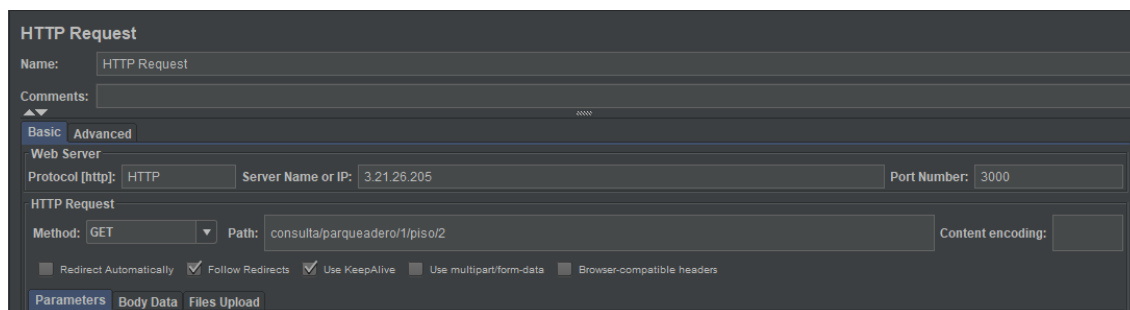 HTTP Request
Name: HTTP Request
Comments:
Basic Advanced
Web Server
Protocol [http]: HTTP Server Name or IP: 3.21.26.205 Port Number: 3000
HTTP Request
Method: GET Path: consulta/parqueadero/1/piso/2 Content encoding:
Redirect Automatically Follow Redirects Use KeepAlive Use multipart/form-data Browser-compatible headers
Parameters Body Data Files Upload